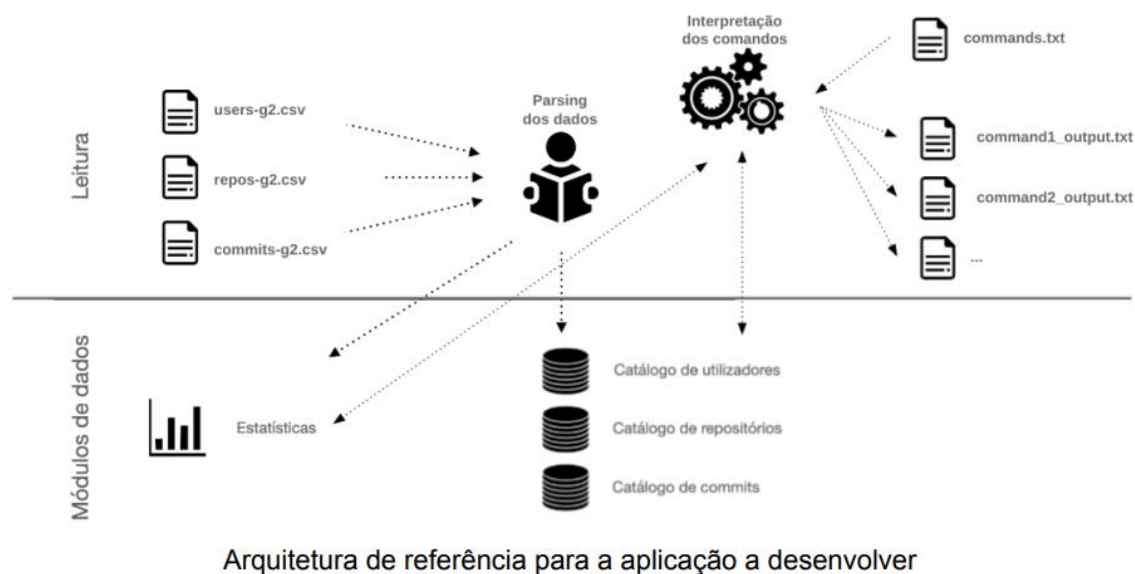 Leitura
users-g2.csv
repos-g2.csv
commits-g2.csv
Parsing
dos dados
Interpretação
dos comandos
commands.txt
command1_output.txt
command2_output.txt
...
Módulos de dados
Estatísticas
Catálogo de utilizadores
Catálogo de repositórios
Catálogo de commits
Arquitetura de referência para a aplicação a desenvolver